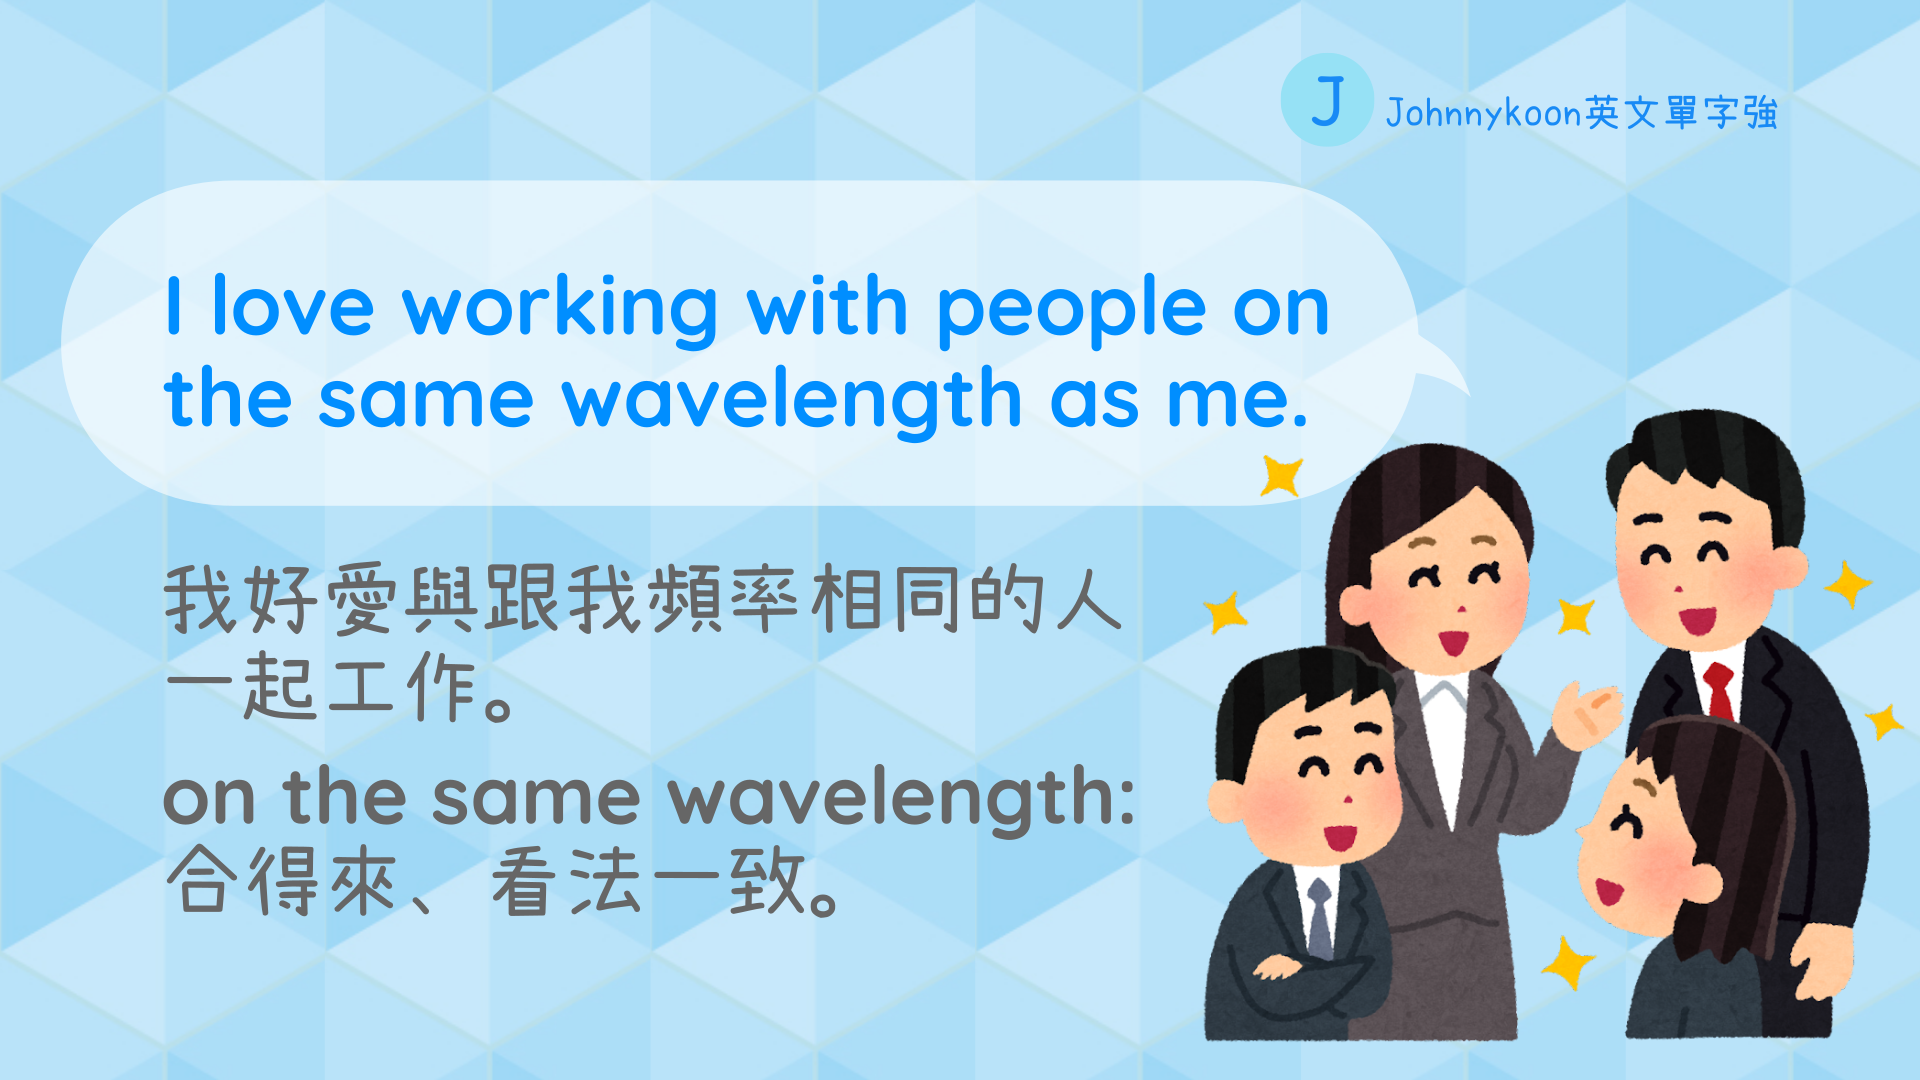 J Johnnykoon英文單字強
I love working with people on
the same wavelength as me.
我好愛與跟我頻率相同的人
一起工作。
on the same wavelength:
合得來、看法一致。